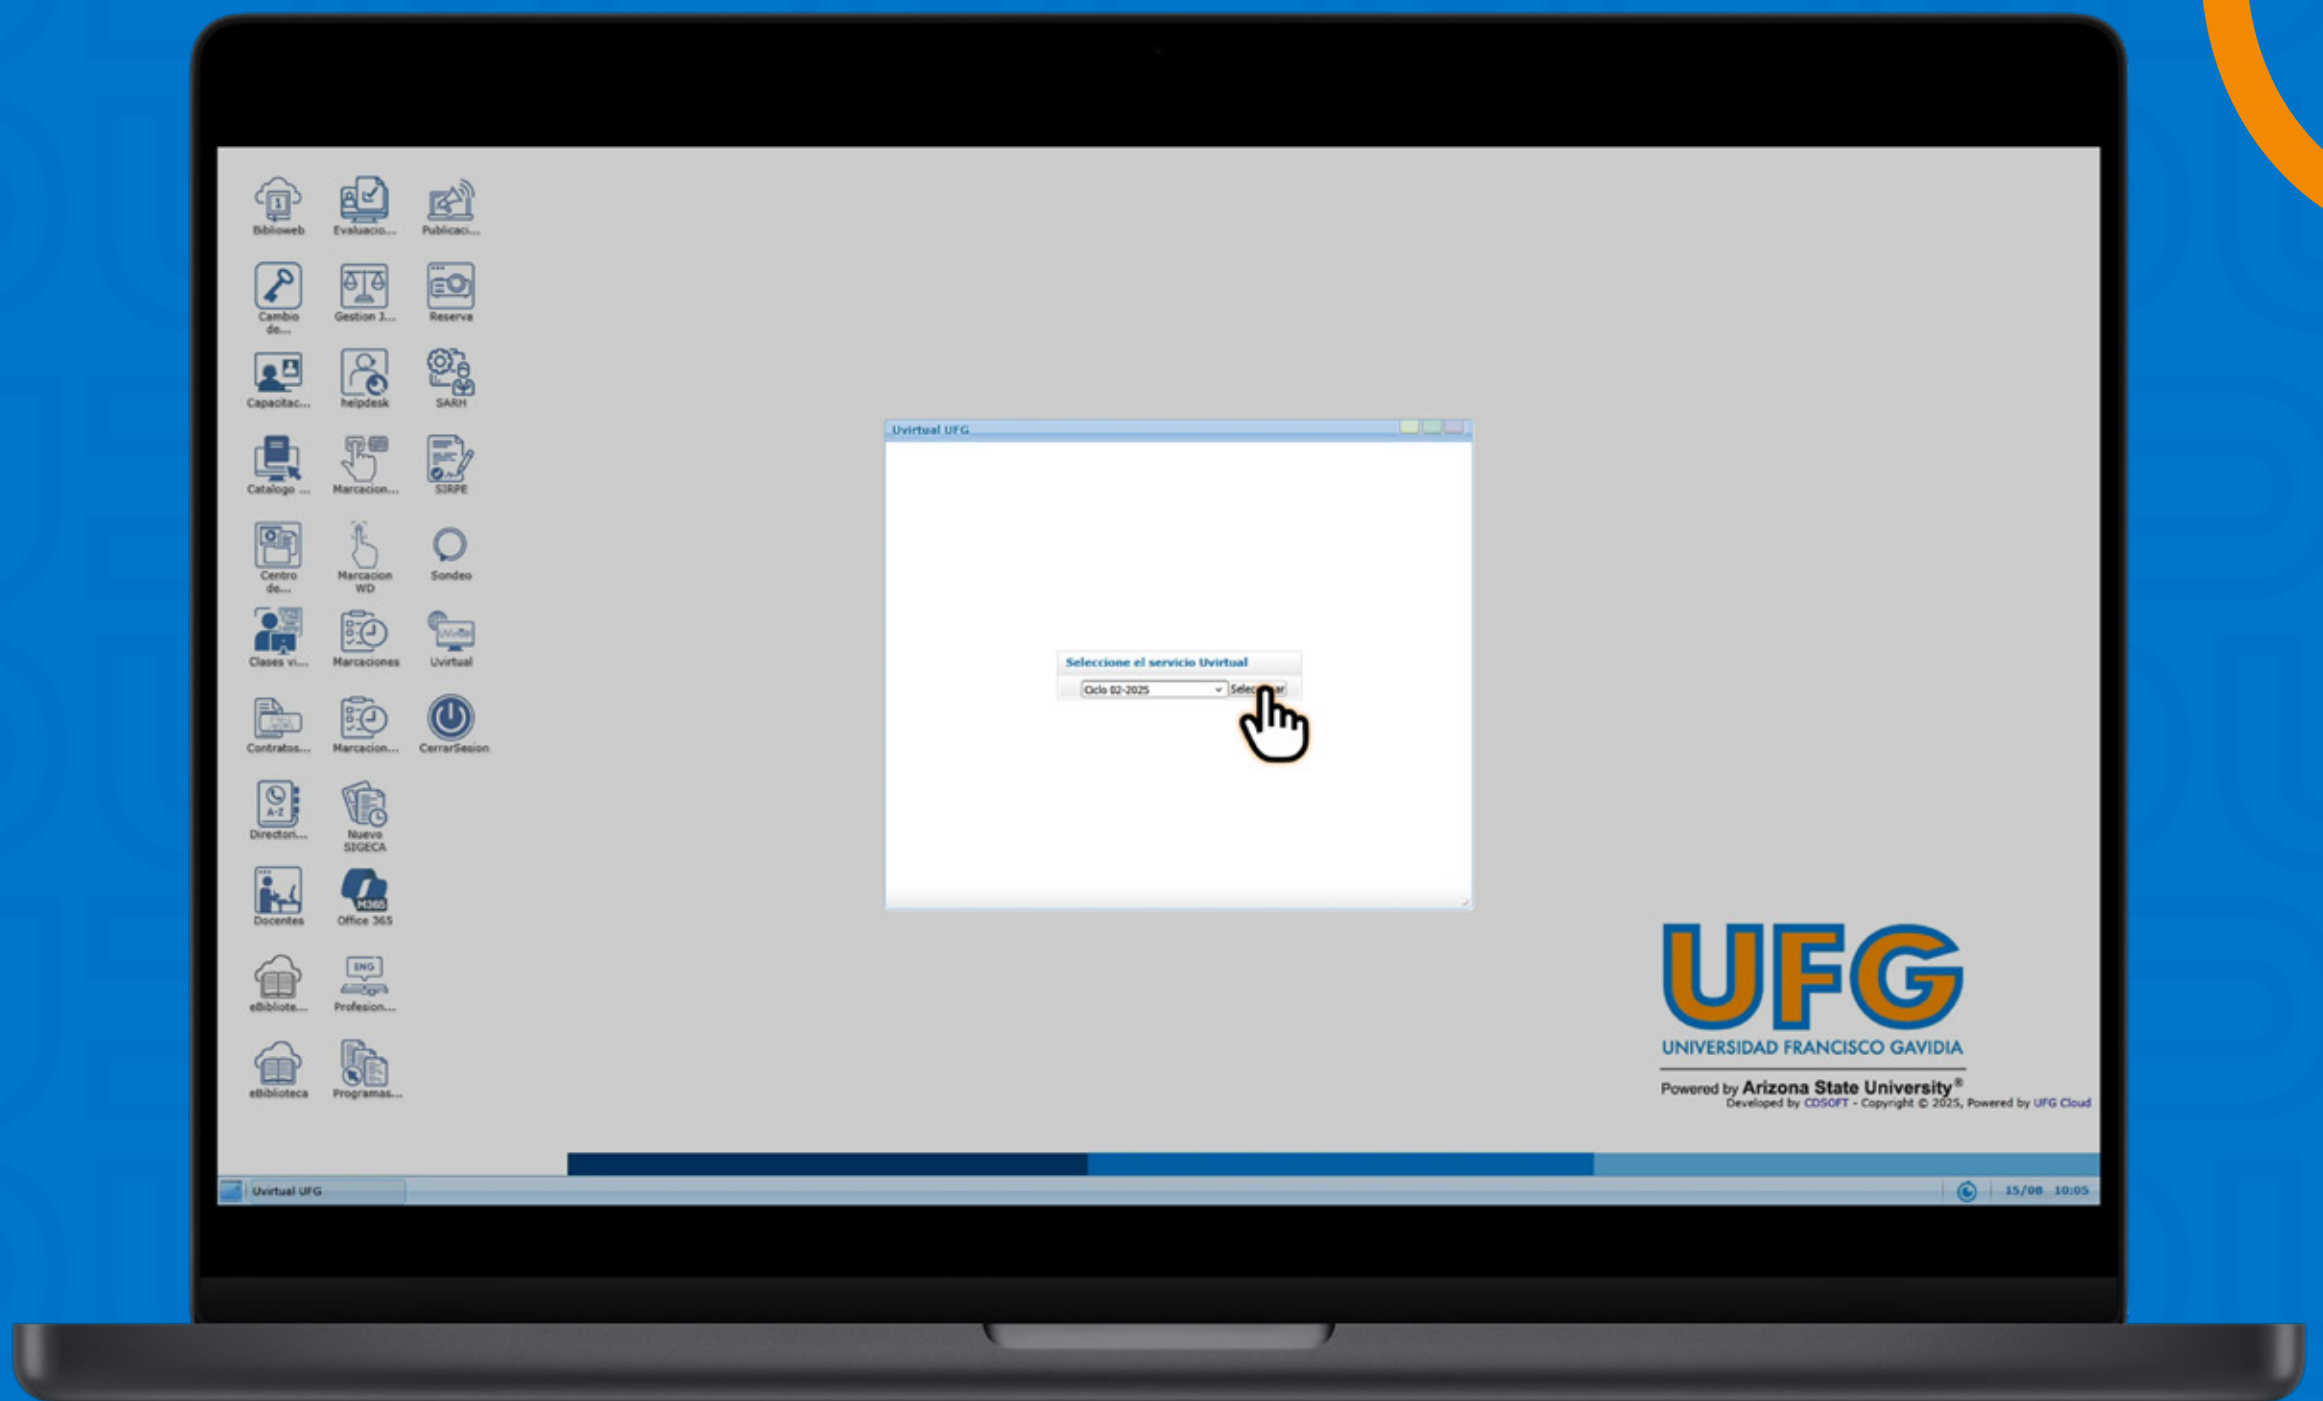 Biblioweb
Evaluacio...
Publicaci...
Cambio
de...
Gestion J...
Reserva
Capacitac...
helpdesk
SARH
Catalogo ...
Marcacion...
SIRPE
Centro
de...
Marcacion
WD
Sondeo
Clases vi...
Marcaciones
Uvirtual
Contratos...
Marcacion...
CerrarSesion
A-Z
Directori...
Nuevo
SIGECA
Docentes
M365
Office 365
eBibliote...
ENG
Profesion...
eBiblioteca
Programas...
Uvirtual UFG
Seleccione el servicio Uvirtual
Ciclo 02-2025
UFG
UNIVERSIDAD FRANCISCO GAVIDIA
Powered by Arizona State University®
Developed by CDSOFT - Copyright © 2025, Powered by UFG Cloud
Uvirtual UFG
15/08 10:05